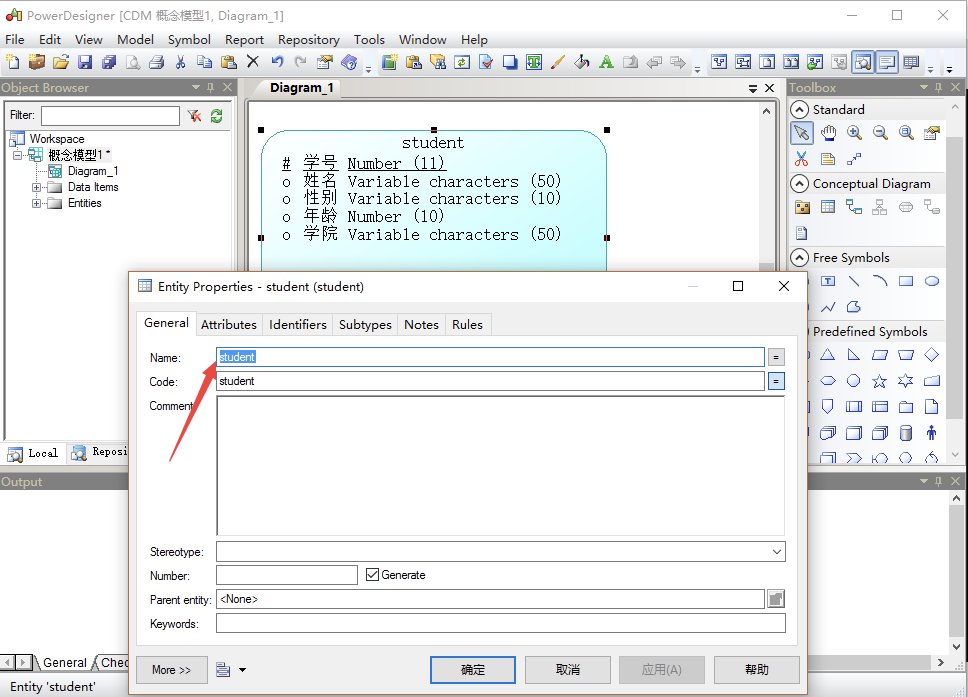 PowerDesigner [CDM 概念模型1, Diagram_1]
File Edit View Model Symbol Report Repository Tools Window Help
Object Browser
Filter:
Workspace
概念模型1 *
Diagram_1
Data Items
Entities
Local
Reposi
Diagram_1
student
# 学号 Number (11)
o 姓名 Variable characters (50)
o 性别 Variable characters (10)
o 年龄 Number (10)
o 学院 Variable characters (50)
Toolbox
Standard
Conceptual Diagram
Free Symbols
Predefined Symbols
Entity Properties - student (student)
General Attributes Identifiers Subtypes Notes Rules
Name: student =
Code: student =
Comment
Stereotype:
Number: Generate
Parent entity: <None>
Keywords:
More >> 确定 取消 应用(A) 帮助
Output
General Chec
Entity 'student'